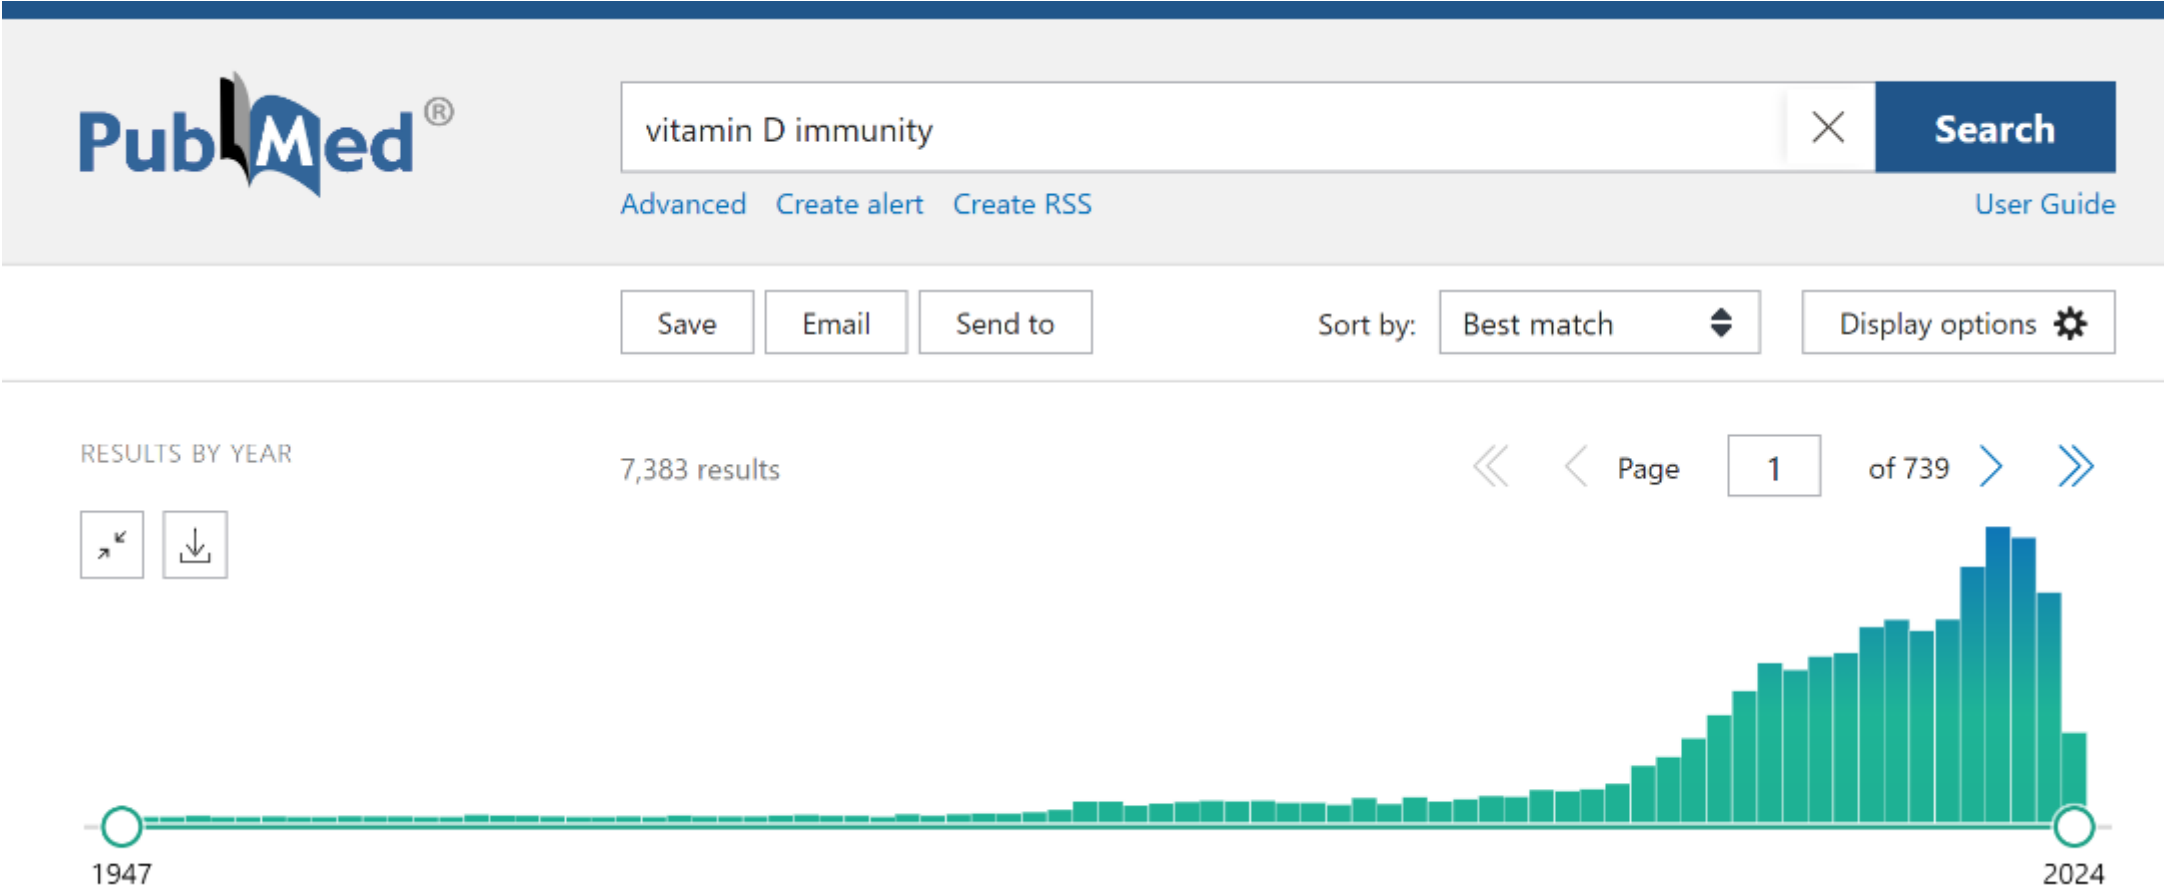 PubMed®
vitamin D immunity
Search
Advanced Create alert Create RSS
User Guide
Save Email Send to
Sort by: Best match Display options
RESULTS BY YEAR
7,383 results
Page 1 of 739
1947
2024